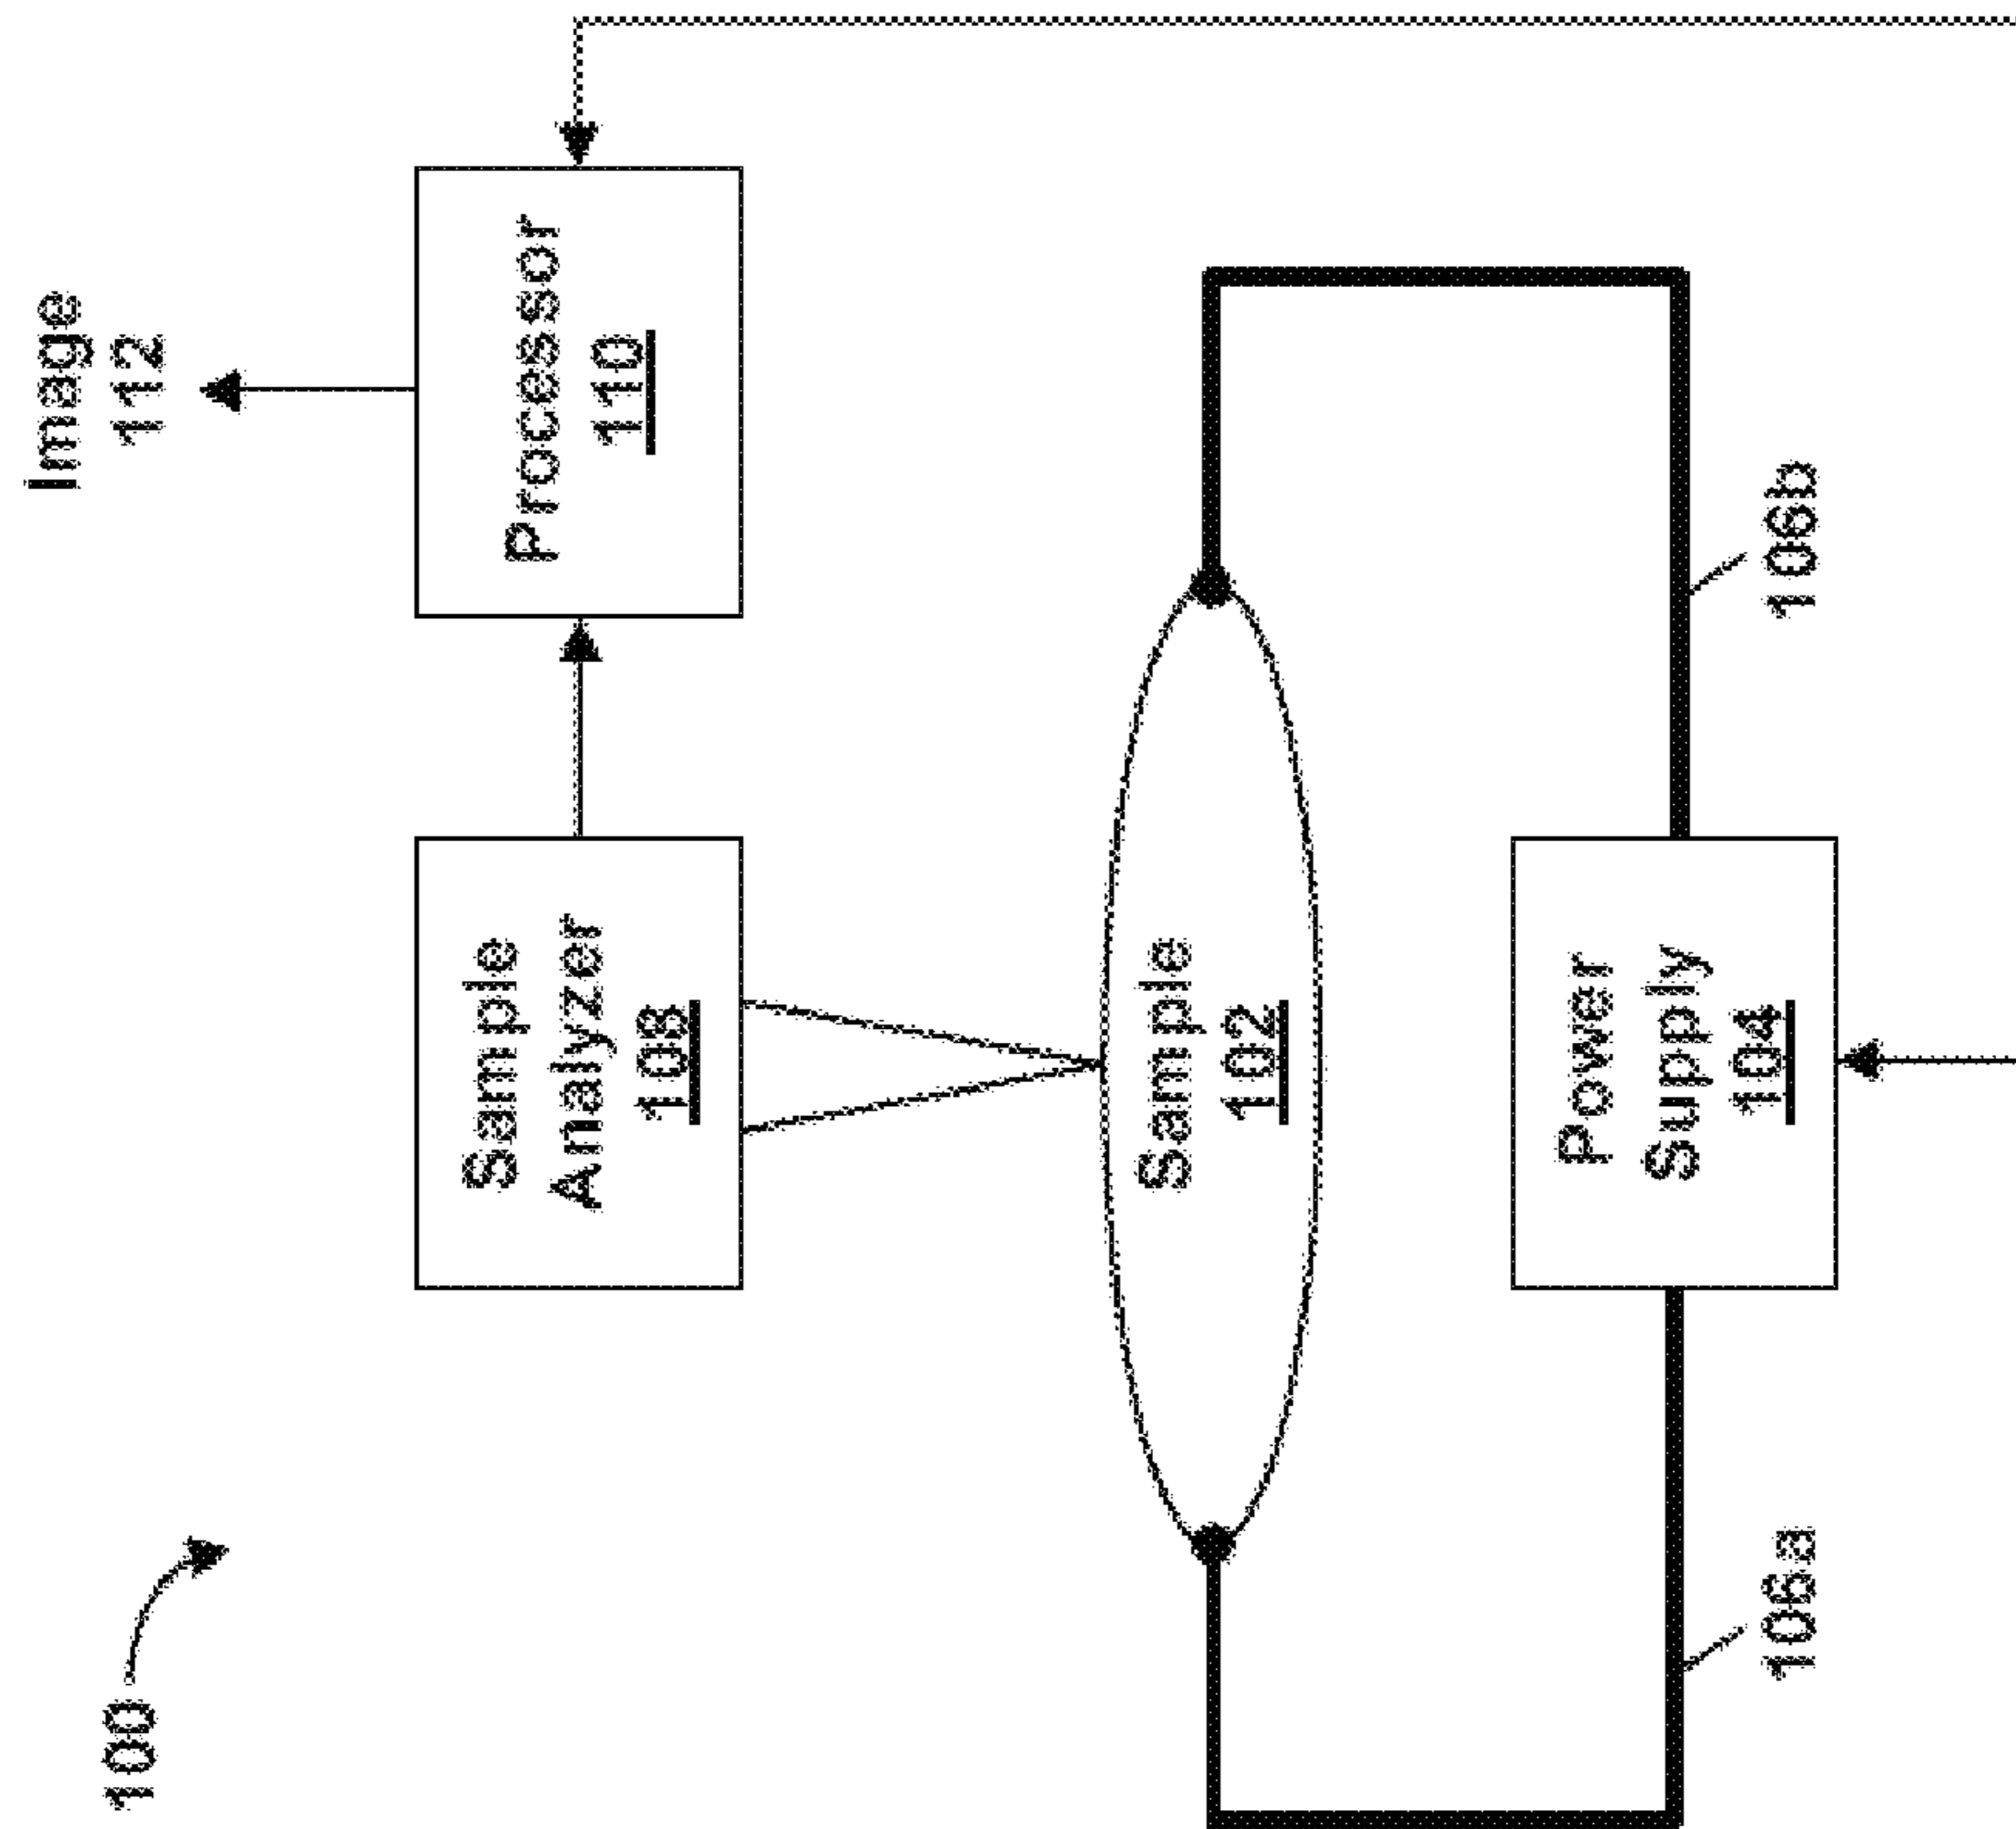 100
Image
112
Sample
Analyzer
108
Processor
110
Sample
102
Power
Supply
104
106a
106b